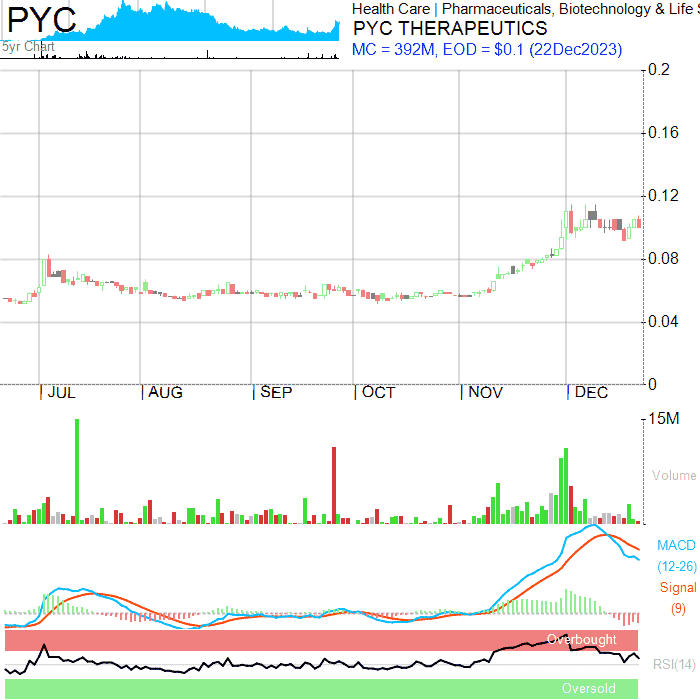 PYC
5yr Chart
Health Care | Pharmaceuticals, Biotechnology & Life S
PYC THERAPEUTICS
MC = 392M, EOD = $0.1 (22Dec2023)
0.2
0.16
0.12
0.08
0.04
0
JUL AUG SEP OCT NOV DEC
15M
Volume
MACD
(12-26)
Signal
(9)
Overbought
RSI(14)
Oversold